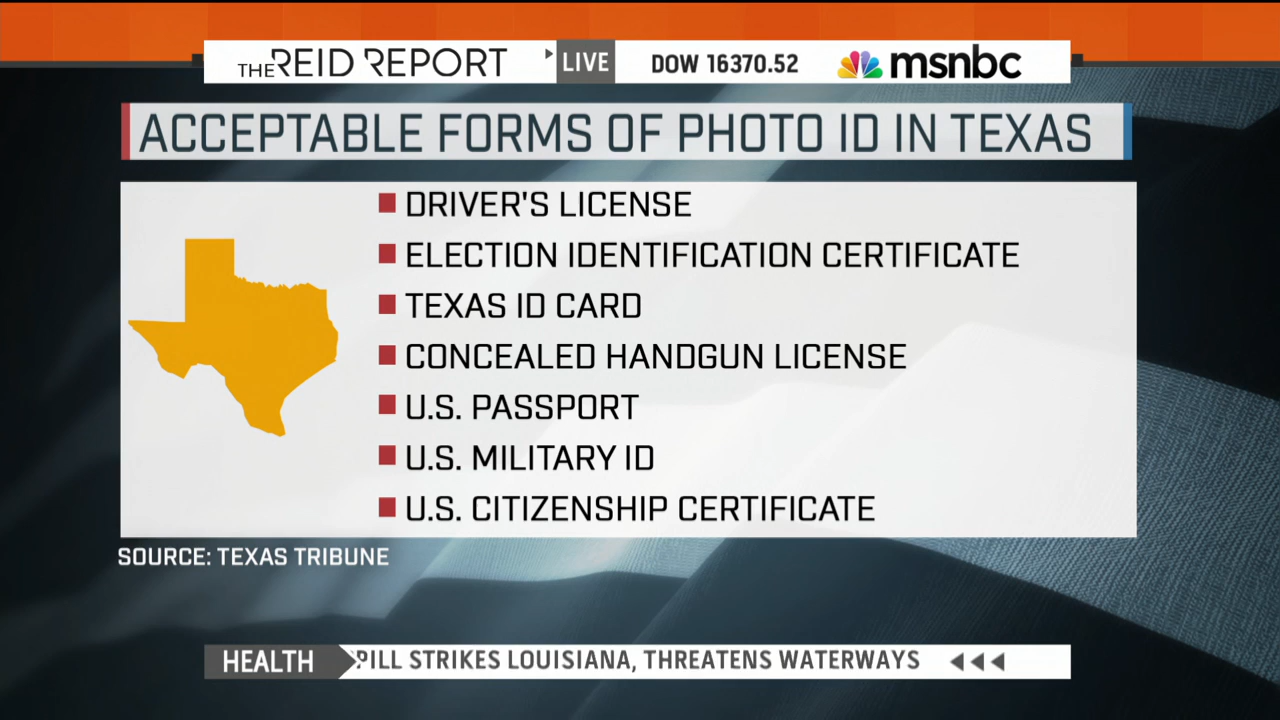 THE REID REPORT LIVE DOW 16370.52 msnbc
ACCEPTABLE FORMS OF PHOTO ID IN TEXAS
DRIVER'S LICENSE
ELECTION IDENTIFICATION CERTIFICATE
TEXAS ID CARD
CONCEALED HANDGUN LICENSE
U.S. PASSPORT
U.S. MILITARY ID
U.S. CITIZENSHIP CERTIFICATE
SOURCE: TEXAS TRIBUNE
HEALTH PILL STRIKES LOUISIANA, THREATENS WATERWAYS